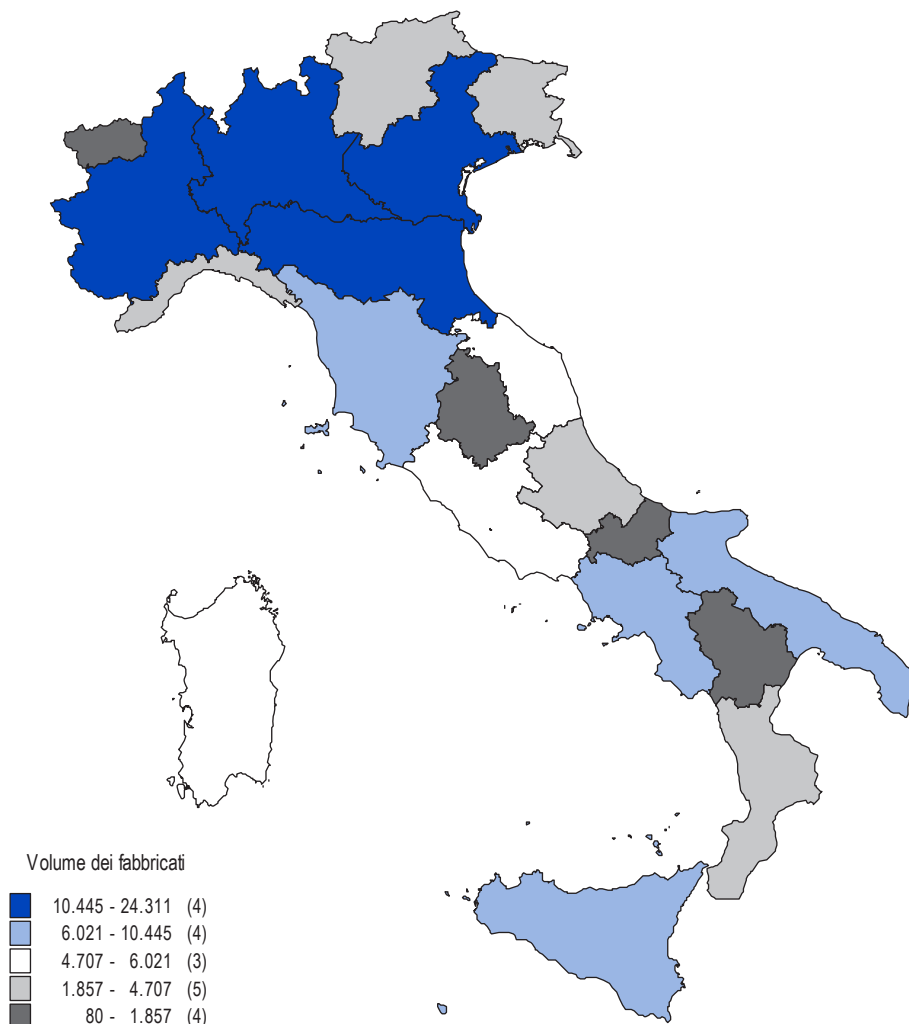 Volume dei fabbricati
10.445 - 24.311 (4)
6.021 - 10.445 (4)
4.707 - 6.021 (3)
1.857 - 4.707 (5)
80 - 1.857 (4)